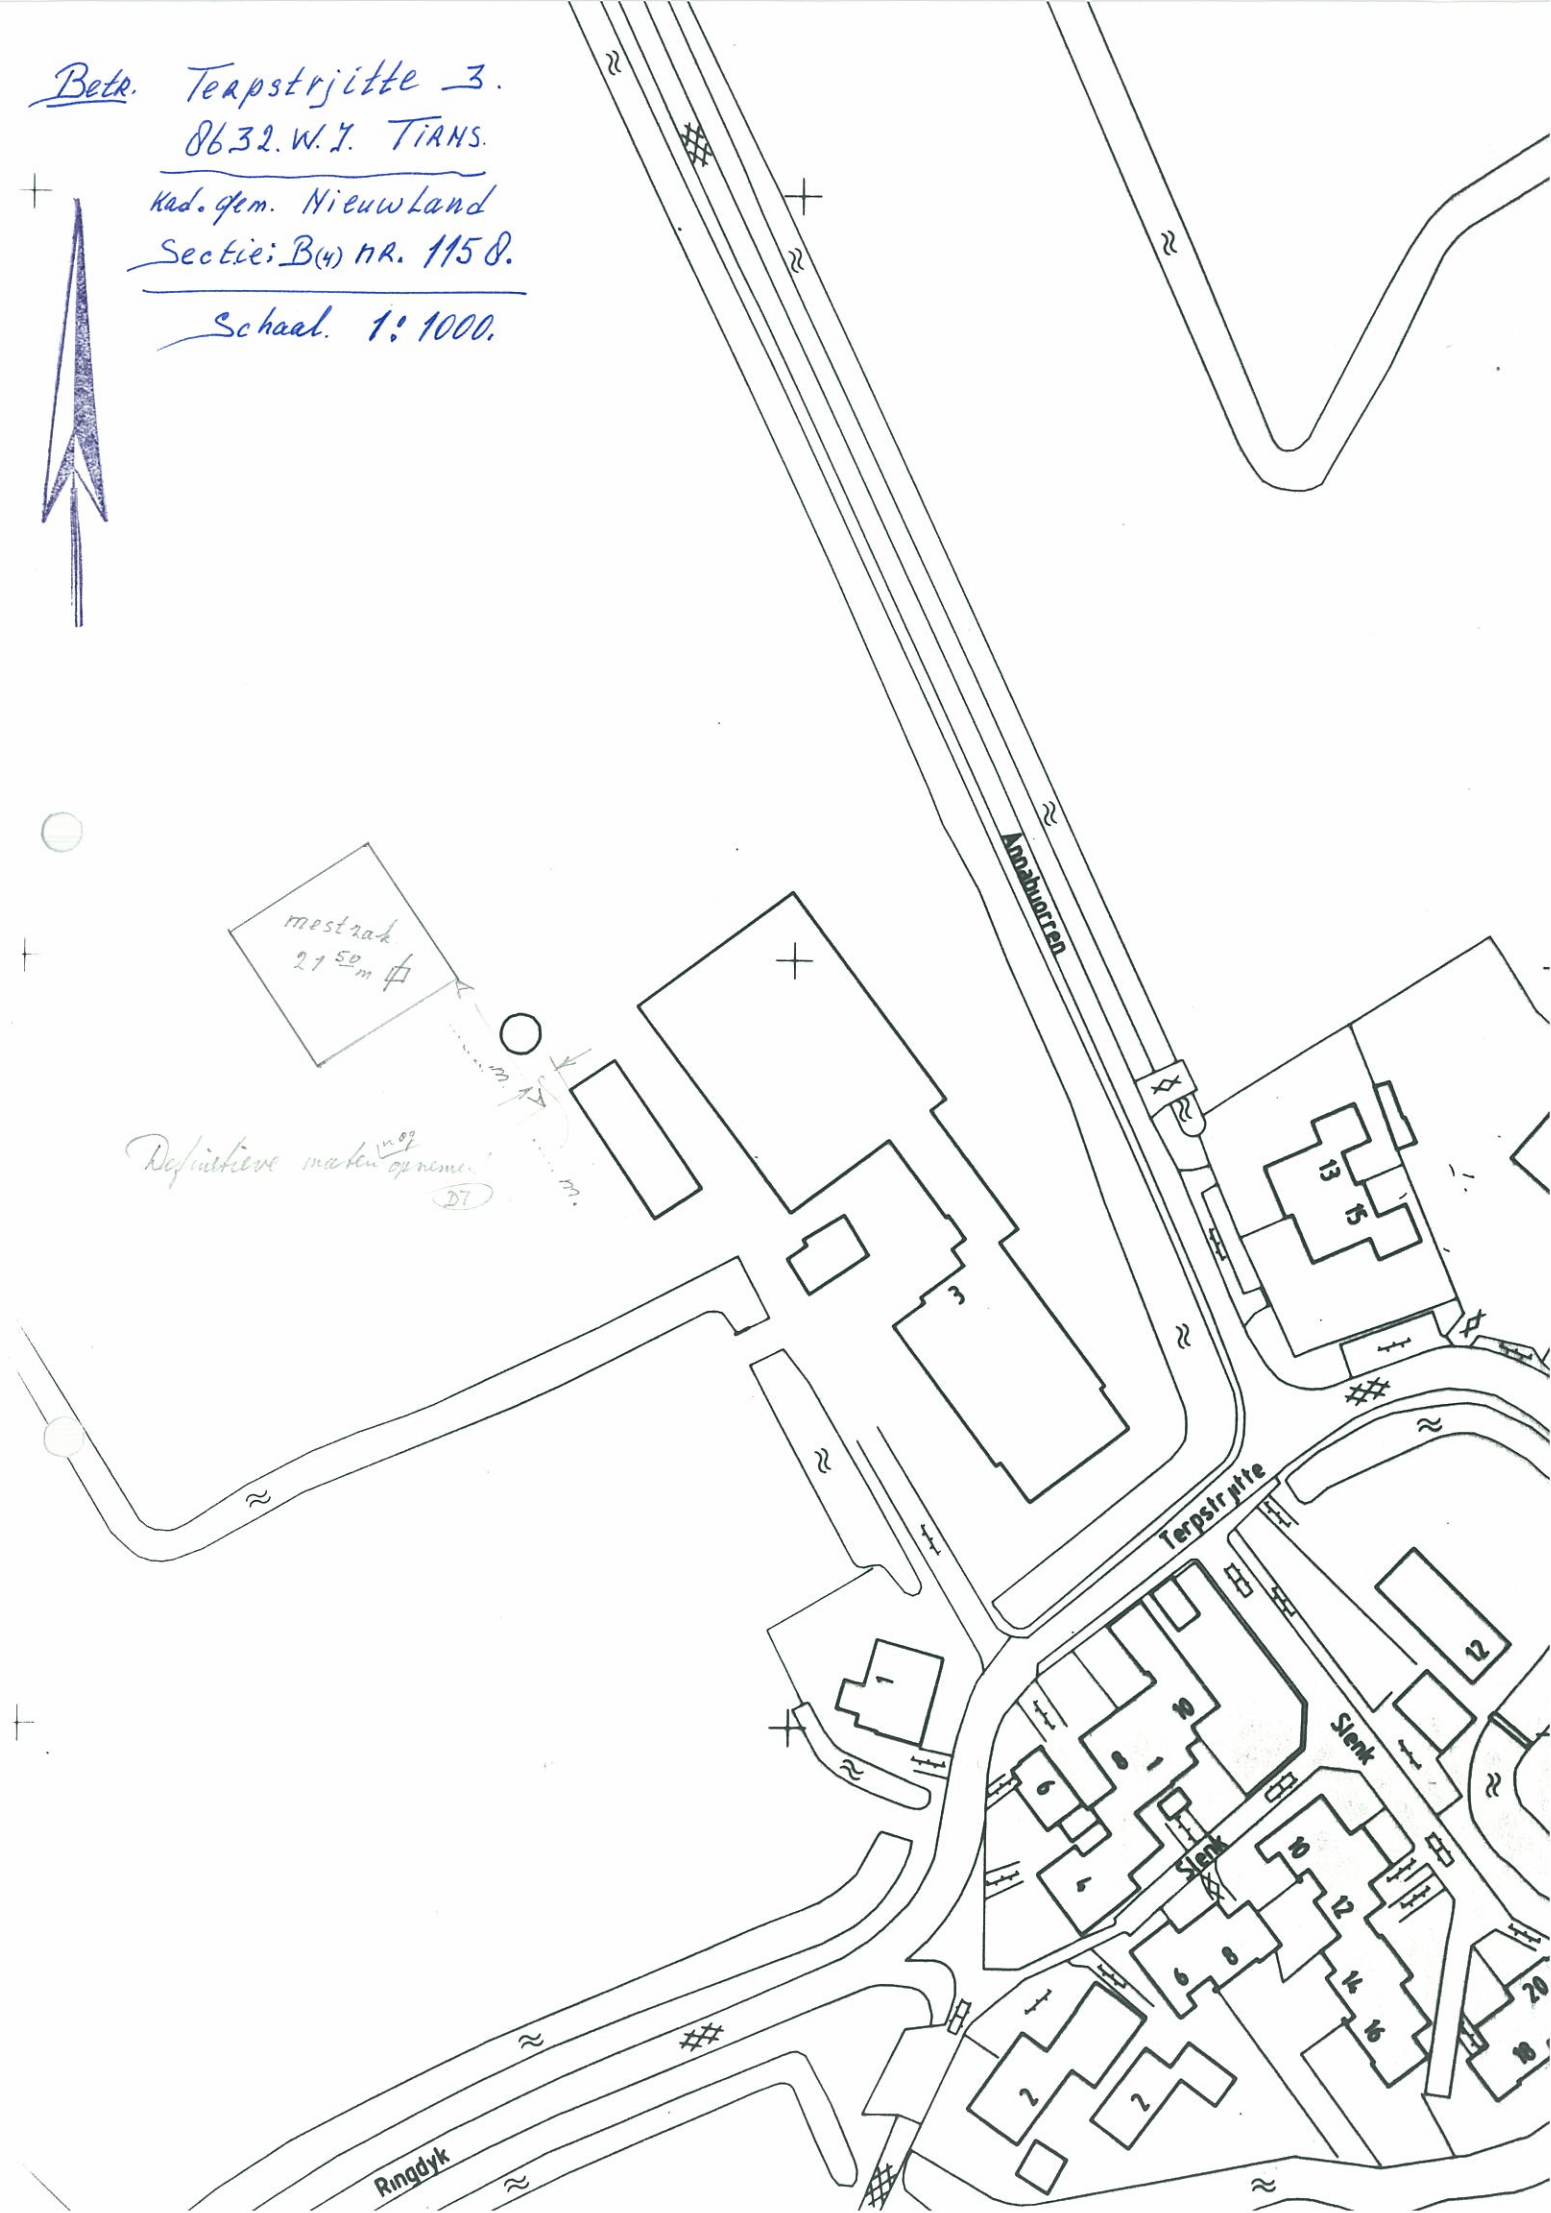 Betr. Terpstrjitte 3.
8632.W.J. TiRNS.
Kad. gem. Nieuwland
Sectie: B(4) nR. 1158.
Schaal. 1:1000.
Annabuorren
mestzak
21 50 m
m.
Definitieve maten nog opnemen
DT
m.
13
15
3
Terpstrjitte
12
1
10
8
1
6
4
Slenk
Slenk
10
12
14
16
6
8
20
18
2
2
Ringdyk